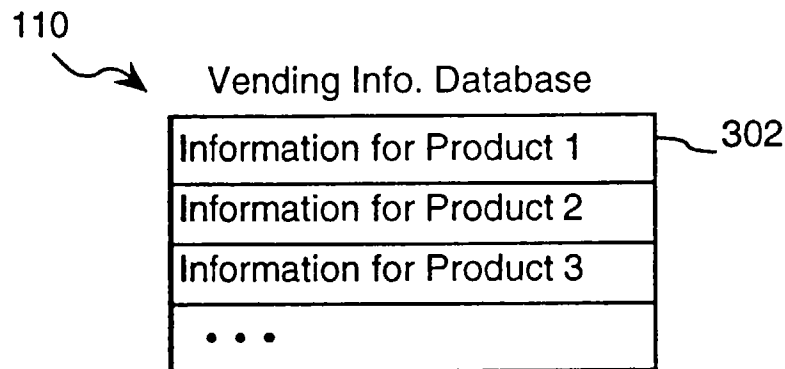 110
Vending Info. Database
Information for Product 1
302
Information for Product 2
Information for Product 3
• • •